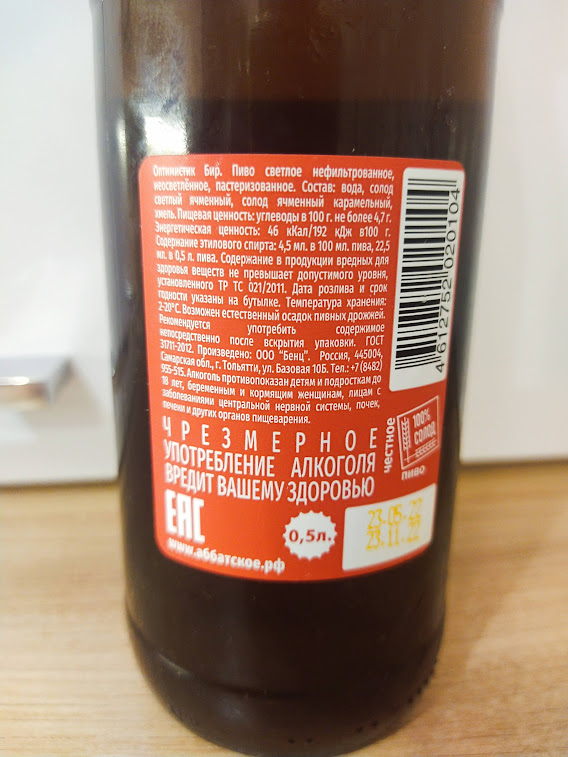 Оптимистик Бир. Пиво светлое нефильтрованное,
неосветлённое, пастеризованное. Состав: вода, солод
светлый ячменный, солод ячменный карамельный,
хмель. Пищевая ценность: углеводы в 100 г. не более 4,7 г.
Энергетическая ценность: 46 кКал/192 кДж в100 г.
Содержание этилового спирта: 4,5 мл. в 100 мл. пива, 22,5
мл. в 0,5 л. пива. Содержание в продукции вредных для
здоровья веществ не превышает допустимого уровня,
установленного ТР ТС 021/2011. Дата розлива и срок
годности указаны на бутылке. Температура хранения:
2-20°С. Возможен естественный осадок пивных дрожжей.
Рекомендуется употребить содержимое
непосредственно после вскрытия упаковки. ГОСТ
31711-2012. Произведено: ООО "Бенц". Россия, 445004,
Самарская обл., г. Тольятти, ул. Базовая 10Б. Тел.: +7 (8482)
955-515. Алкоголь противопоказан детям и подросткам до
18 лет, беременным и кормящим женщинам, лицам с
заболеваниями центральной нервной системы, почек,
печени и других органов пищеварения.
ЧРЕЗМЕРНОЕ
УПОТРЕБЛЕНИЕ АЛКОГОЛЯ
ВРЕДИТ ВАШЕМУ ЗДОРОВЬЮ
EAC
www.аббатское.рф
0,5л.
4 612752 020104
честное
100%
СОЛОД
ПИВО
23.05.22
23.11.22